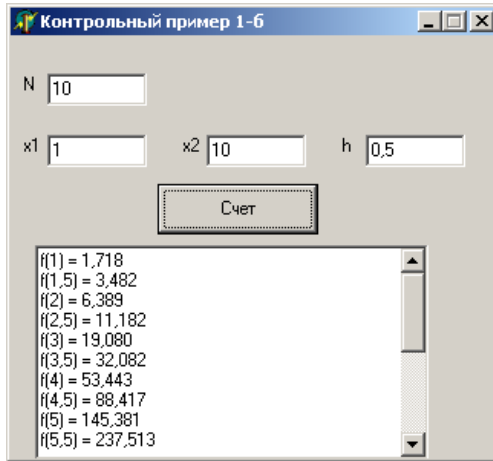 Контрольный пример 1-б
N 10
x1 1 x2 10 h 0,5
Счет
f(1) = 1,718
f(1,5) = 3,482
f(2) = 6,389
f(2,5) = 11,182
f(3) = 19,080
f(3,5) = 32,082
f(4) = 53,443
f(4,5) = 88,417
f(5) = 145,381
f(5,5) = 237,513